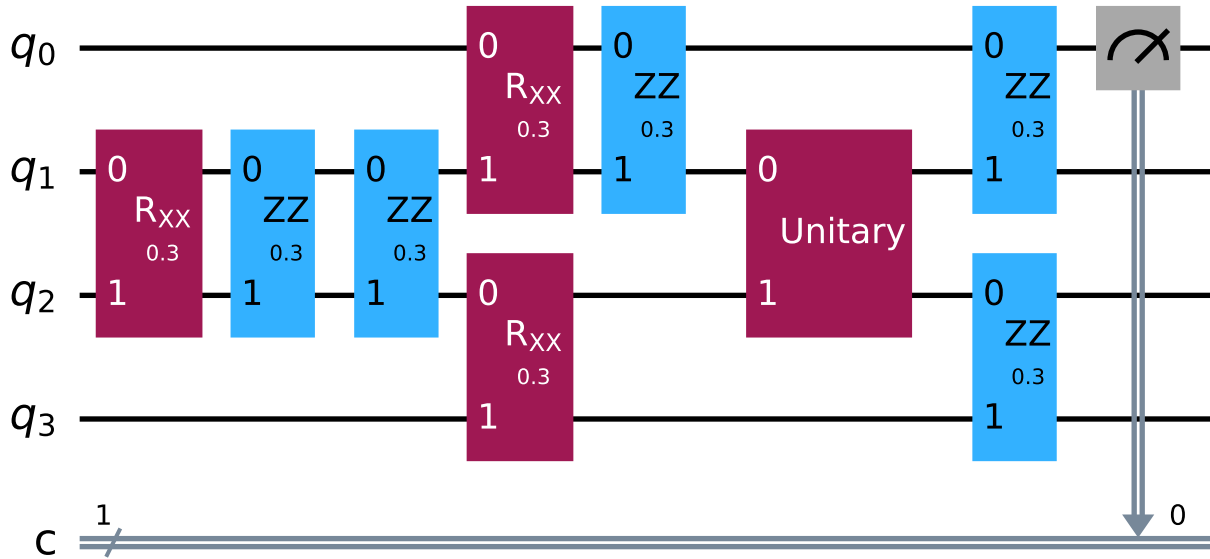 q0 0 0 0
RXX ZZ ZZ
0.3 0.3 0.3
q1 0 0 0 1 1 0 1
RXX ZZ ZZ Unitary
0.3 0.3 0.3
q2 1 1 1 0 1 0
RXX ZZ
0.3 0.3
q3 1 1
1 0
c